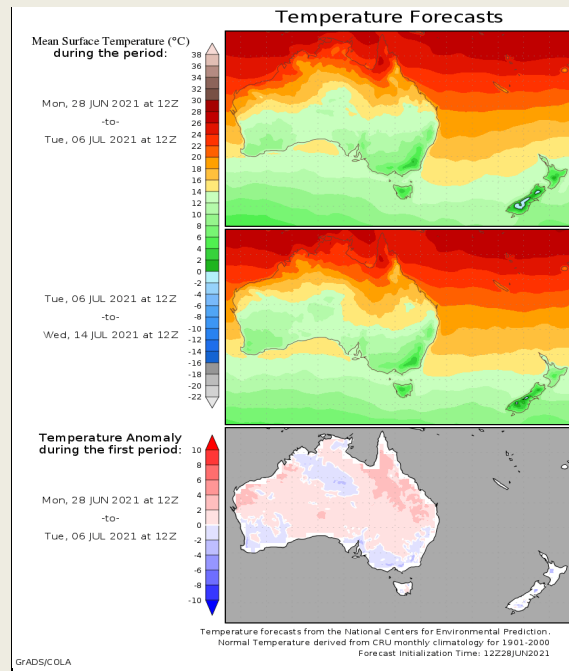 Temperature Forecasts
Mean Surface Temperature (°C)
during the period:
Mon, 28 JUN 2021 at 12Z
-to-
Tue, 06 JUL 2021 at 12Z
38
36
34
32
30
28
26
24
22
20
18
16
14
12
10
8
6
4
2
0
-1
-2
-4
-6
-8
-10
-12
-14
-16
-18
-20
-22
Tue, 06 JUL 2021 at 12Z
-to-
Wed, 14 JUL 2021 at 12Z
Temperature Anomaly
during the first period:
Mon, 28 JUN 2021 at 12Z
-to-
Tue, 06 JUL 2021 at 12Z
10
8
6
4
2
0
-2
-4
-6
-8
-10
Temperature forecasts from the National Centers for Environmental Prediction.
Normal Temperature derived from CRU monthly climatology for 1901-2000
Forecast Initialization Time: 12Z28JUN2021
GrADS/COLA